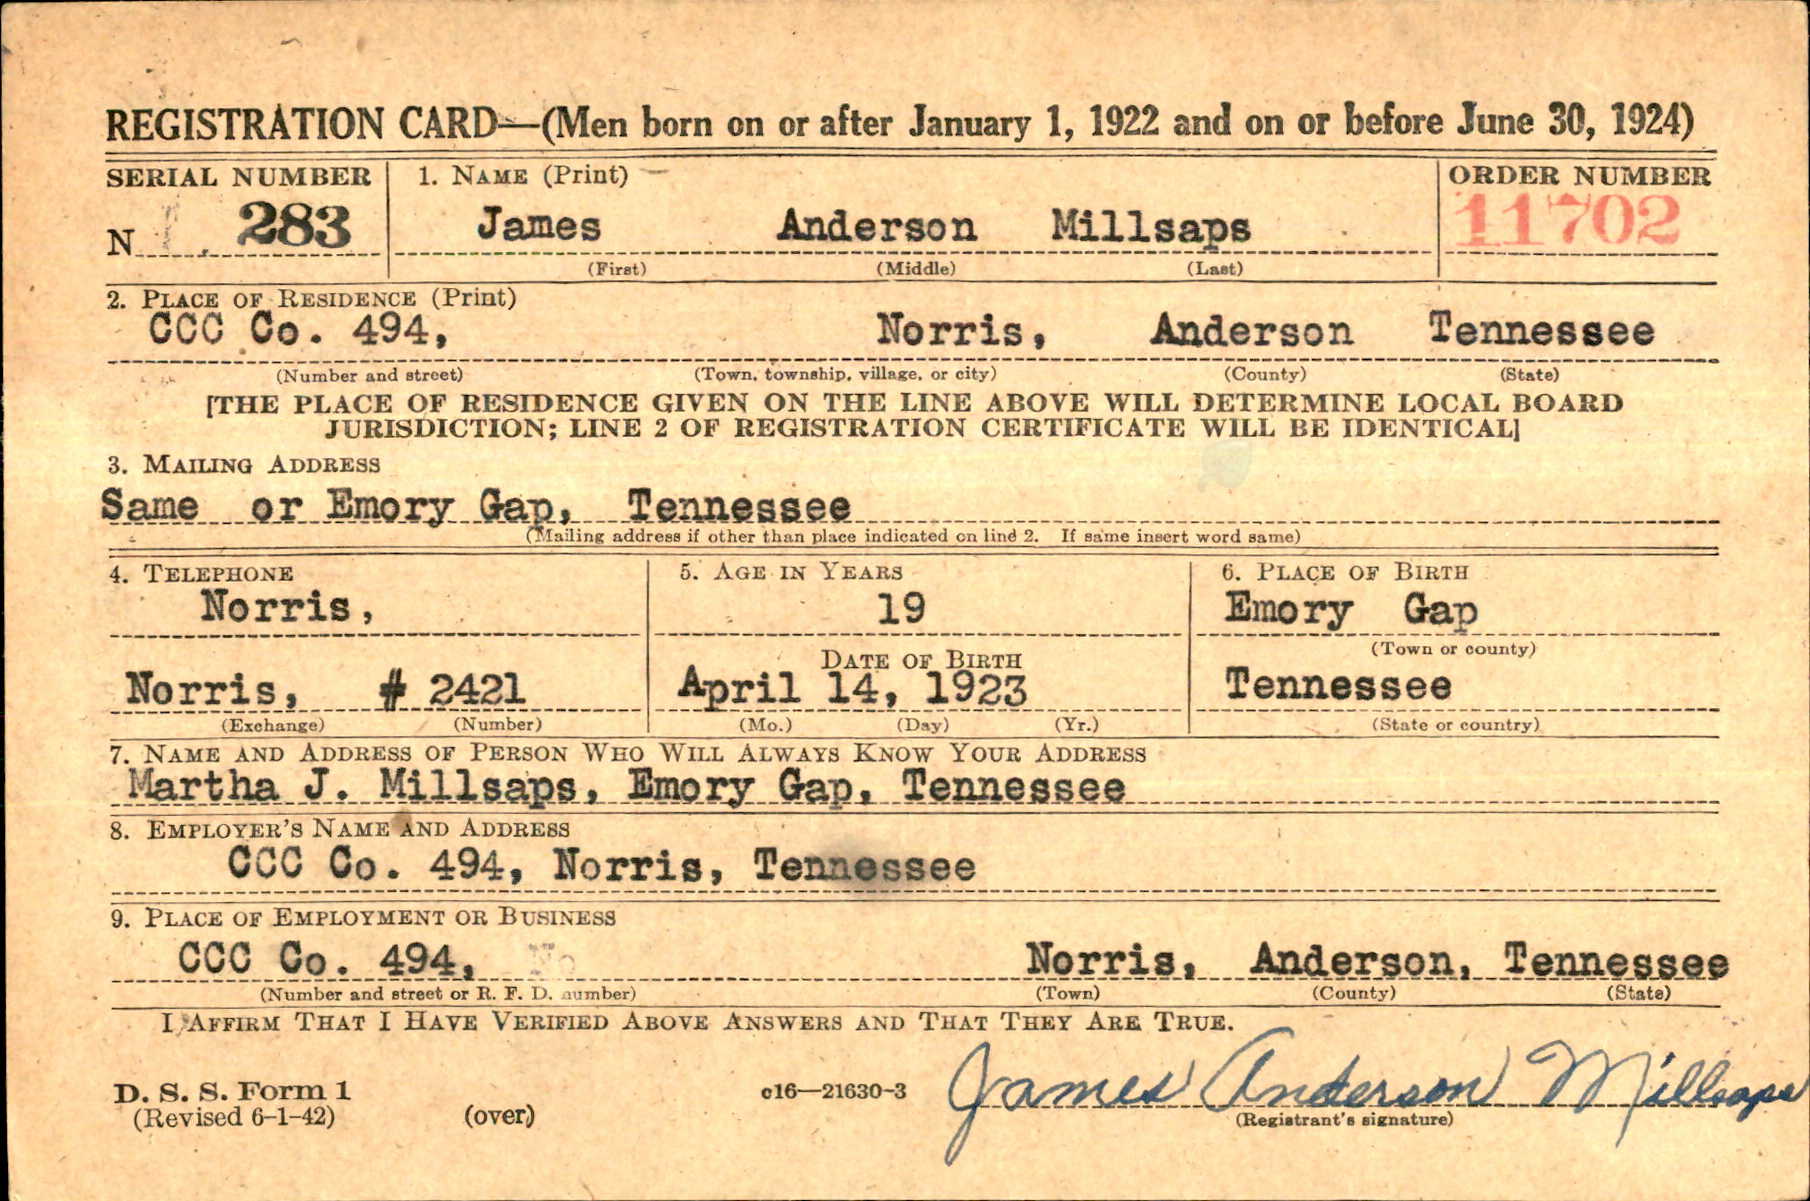 REGISTRATION CARD—(Men born on or after January 1, 1922 and on or before June 30, 1924)
SERIAL NUMBER 1. NAME (Print) ORDER NUMBER
N 283 James Anderson Millsaps 11702
(First) (Middle) (Last)
2. PLACE OF RESIDENCE (Print)
CCC Co. 494, Norris, Anderson Tennessee
(Number and street) (Town, township, village, or city) (County) (State)
[THE PLACE OF RESIDENCE GIVEN ON THE LINE ABOVE WILL DETERMINE LOCAL BOARD
JURISDICTION; LINE 2 OF REGISTRATION CERTIFICATE WILL BE IDENTICAL]
3. MAILING ADDRESS
Same or Emory Gap, Tennessee
(Mailing address if other than place indicated on line 2. If same insert word same)
4. TELEPHONE 5. AGE IN YEARS 6. PLACE OF BIRTH
Norris, 19 Emory Gap
DATE OF BIRTH (Town or county)
Norris, # 2421 April 14, 1923 Tennessee
(Exchange) (Number) (Mo.) (Day) (Yr.) (State or country)
7. NAME AND ADDRESS OF PERSON WHO WILL ALWAYS KNOW YOUR ADDRESS
Martha J. Millsaps, Emory Gap, Tennessee
8. EMPLOYER'S NAME AND ADDRESS
CCC Co. 494, Norris, Tennessee
9. PLACE OF EMPLOYMENT OR BUSINESS
CCC Co. 494, Norris, Anderson, Tennessee
(Number and street or R. F. D. number) (Town) (County) (State)
I AFFIRM THAT I HAVE VERIFIED ABOVE ANSWERS AND THAT THEY ARE TRUE.
James Anderson Millsaps
D. S. S. Form 1 c16—21630-3
(Revised 6-1-42) (over) (Registrant's signature)